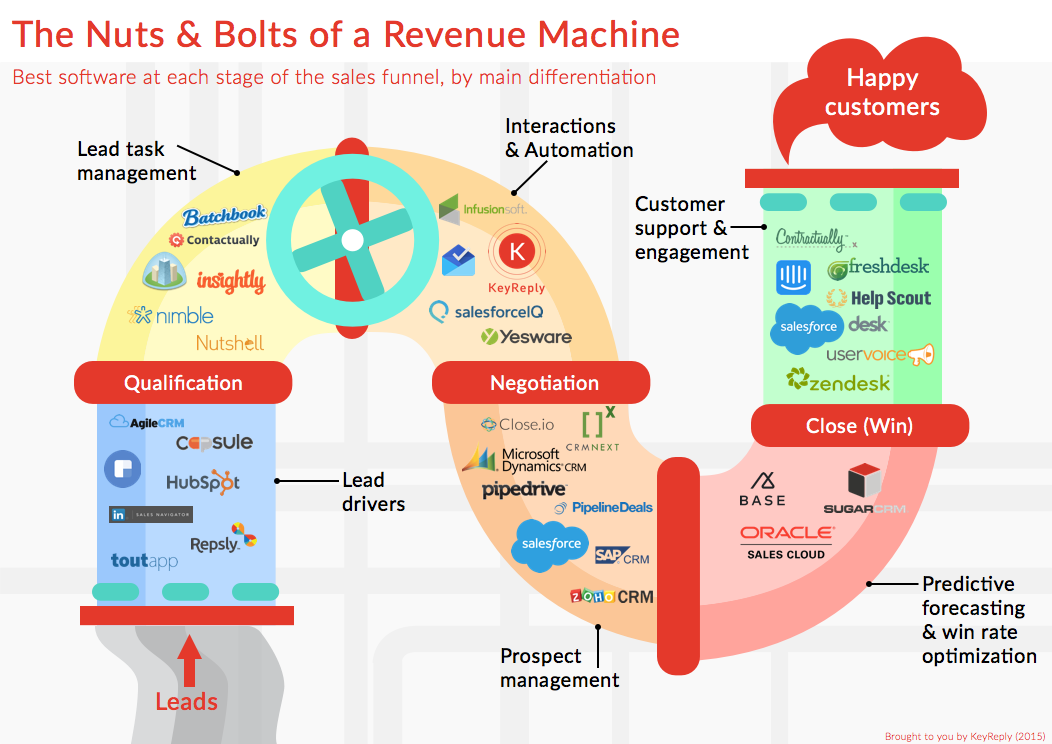 The Nuts & Bolts of a Revenue Machine
Best software at each stage of the sales funnel, by main differentiation
Happy
customers
Lead task
management
Interactions
& Automation
Customer
support &
engagement
Batchbook
Contactually
insightly
nimble
Nutshell
Infusionsoft.
K
KeyReply
salesforceIQ
Yesware
Contractually
freshdesk
Help Scout
salesforce
desk
uservoice
zendesk
Qualification
Negotiation
Close (Win)
AgileCRM
capsule
HubSpot
in SALES NAVIGATOR
Repsly
toutapp
Lead
drivers
Close.io
[ ]x
CRMNEXT
Microsoft
Dynamics CRM
pipedrive
PipelineDeals
salesforce
SAP CRM
ZOHO CRM
BASE
SUGARCRM
ORACLE
SALES CLOUD
Predictive
forecasting
& win rate
optimization
Prospect
management
Leads
Brought to you by KeyReply (2015)